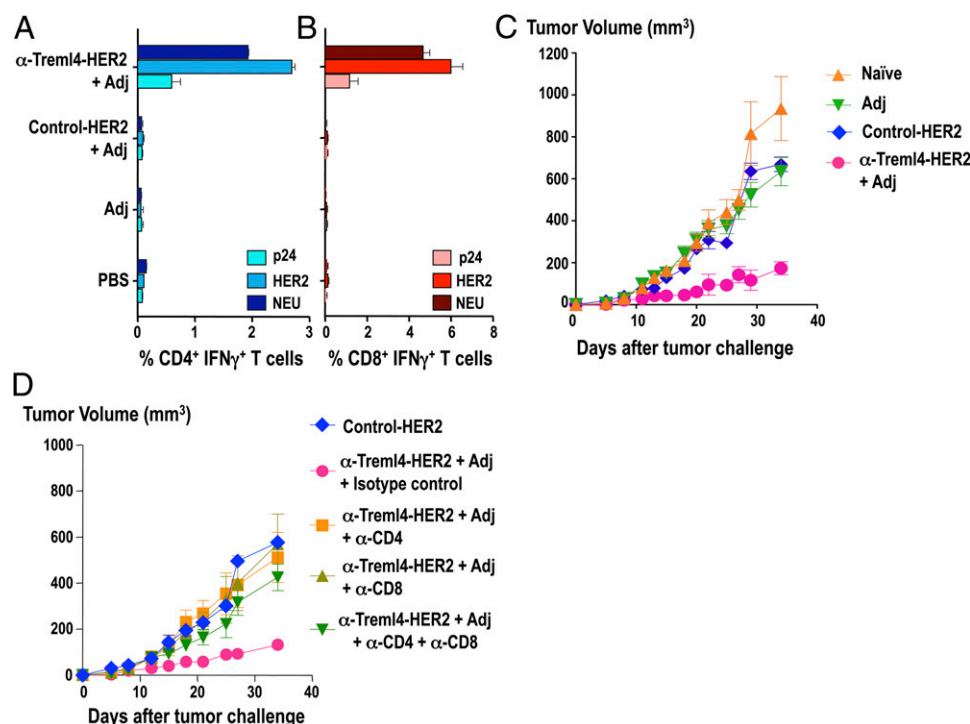 A
α-Treml4-HER2
+ Adj
Control-HER2
+ Adj
Adj
PBS
p24
HER2
NEU
0 1 2 3
% CD4⁺ IFNγ⁺ T cells
B
p24
HER2
NEU
0 2 4 6 8
% CD8⁺ IFNγ⁺ T cells
C
Tumor Volume (mm³)
1200
1000
800
600
400
200
0
0 10 20 30 40
Days after tumor challenge
Naïve
Adj
Control-HER2
α-Treml4-HER2
+ Adj
D
Tumor Volume (mm³)
1000
800
600
400
200
0
0 10 20 30 40
Days after tumor challenge
Control-HER2
α-Treml4-HER2 + Adj
+ Isotype control
α-Treml4-HER2 + Adj
+ α-CD4
α-Treml4-HER2 + Adj
+ α-CD8
α-Treml4-HER2 + Adj
+ α-CD4 + α-CD8